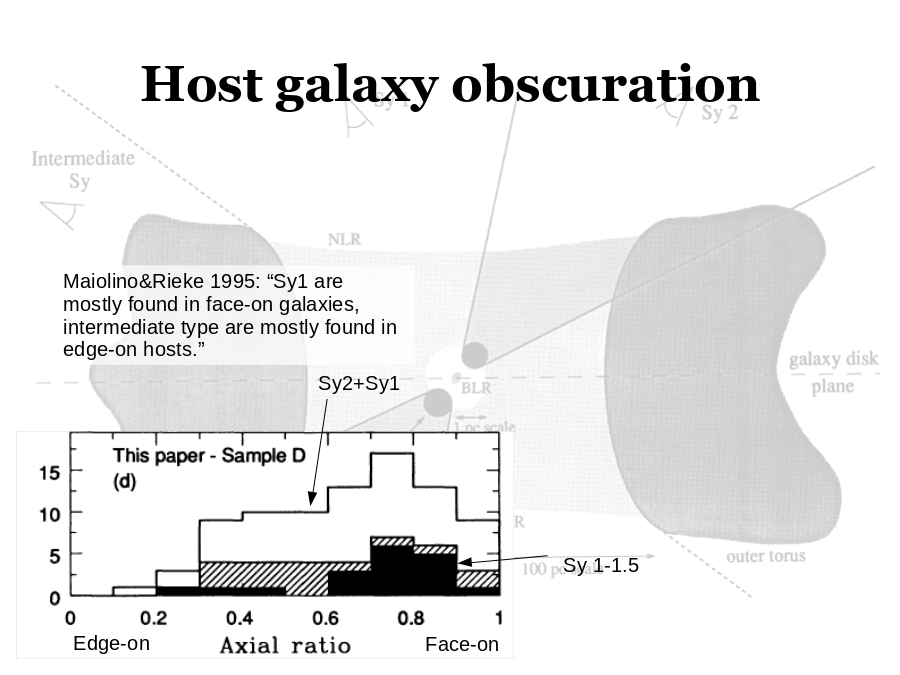 Host galaxy obscuration
Sy 1
Sy 2
Intermediate
Sy
NLR
Maiolino&Rieke 1995: “Sy1 are
mostly found in face-on galaxies,
intermediate type are mostly found in
edge-on hosts.”
galaxy disk
plane
Sy2+Sy1
BLR
1 pc scale
This paper - Sample D
(d)
15
10
5
0
R
outer torus
100 pc
Sy 1-1.5
0
0.2
0.4
0.6
0.8
1
Edge-on
Axial ratio
Face-on